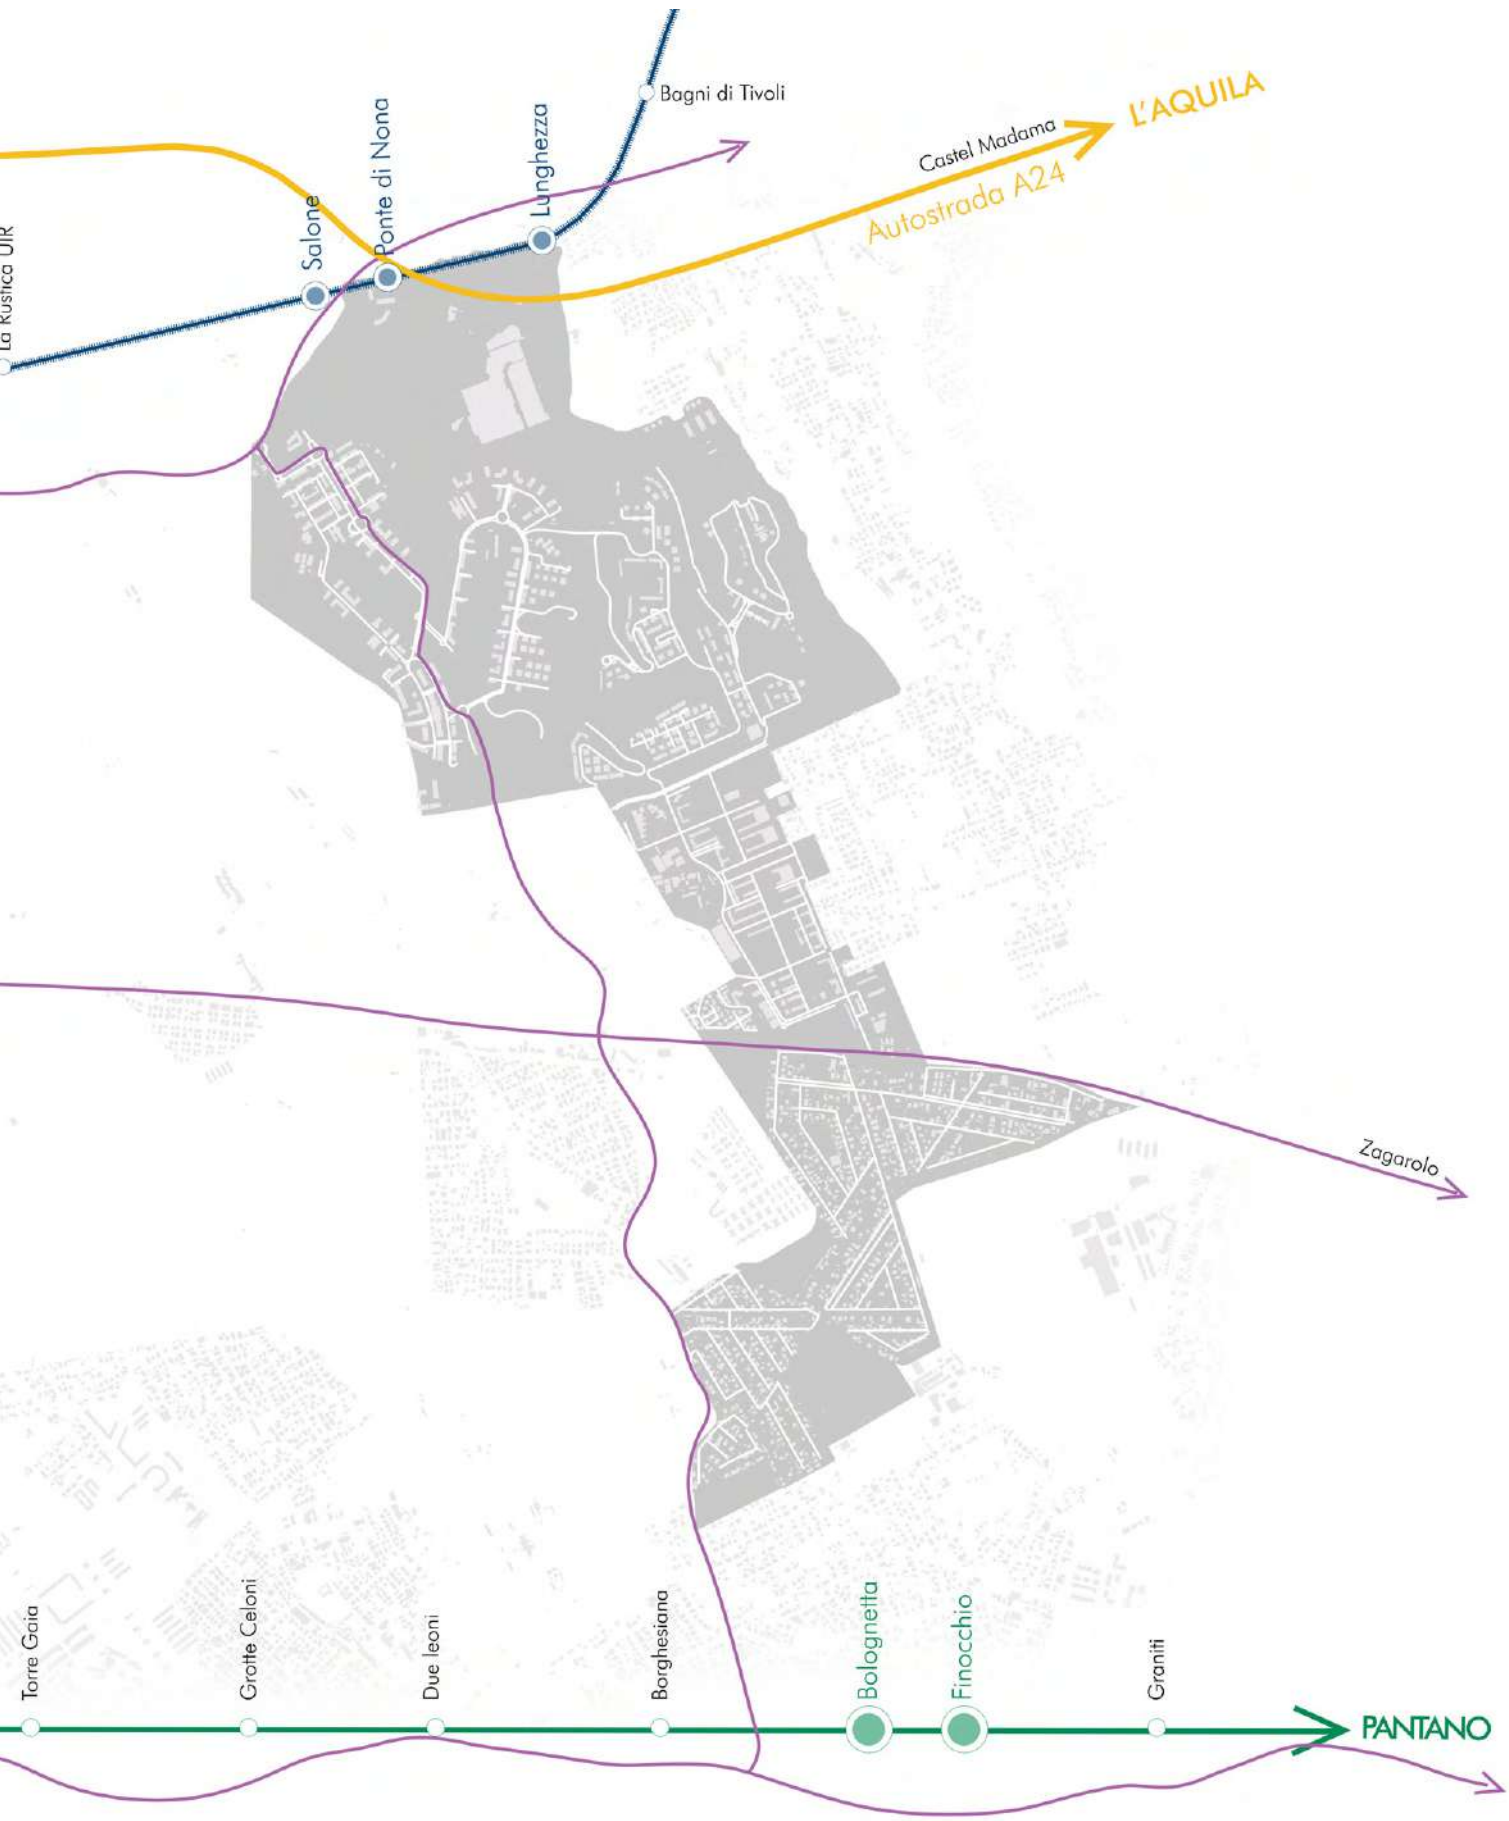 Bagni di Tivoli
L'AQUILA
Castel Madama
Autostrada A24
Lunghezza
Ponte di Nona
Salone
La Rustica UIR
Zagarolo
Torre Gaia
Grotte Celoni
Due leoni
Borghesiana
Bolognetta
Finocchio
Graniti
PANTANO